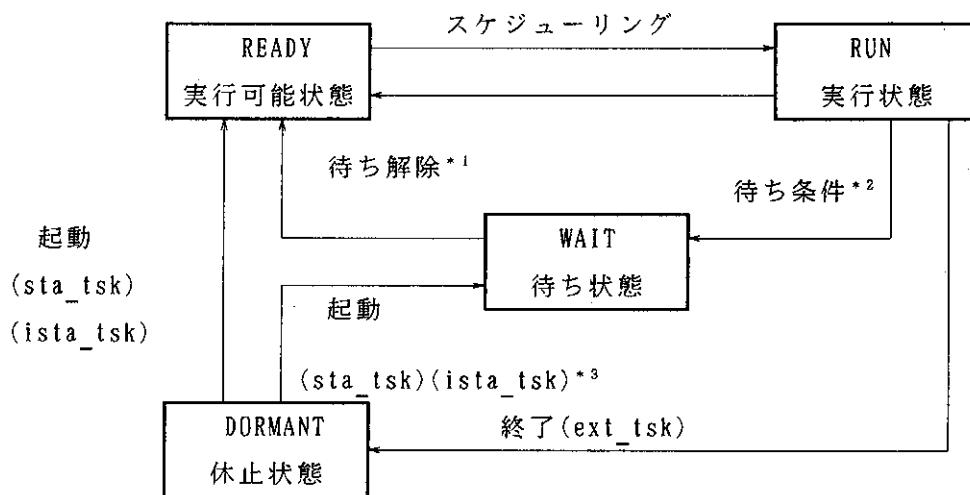 スケジューリング
READY
実行可能状態
RUN
実行状態
待ち解除*1
待ち条件*2
起動
(sta_tsk)
(ista_tsk)
WAIT
待ち状態
起動
(sta_tsk)(ista_tsk)*3
DORMANT
休止状態
終了(ext_tsk)